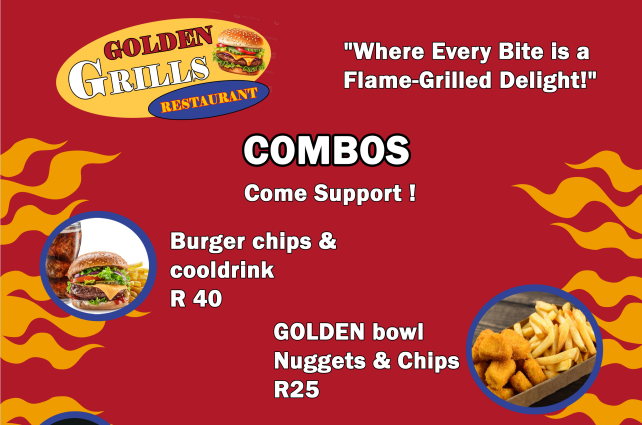 GOLDEN
GRILLS
RESTAURANT
"Where Every Bite is a
Flame-Grilled Delight!"
COMBOS
Come Support !
Burger chips &
cooldrink
R 40
GOLDEN bowl
Nuggets & Chips
R25